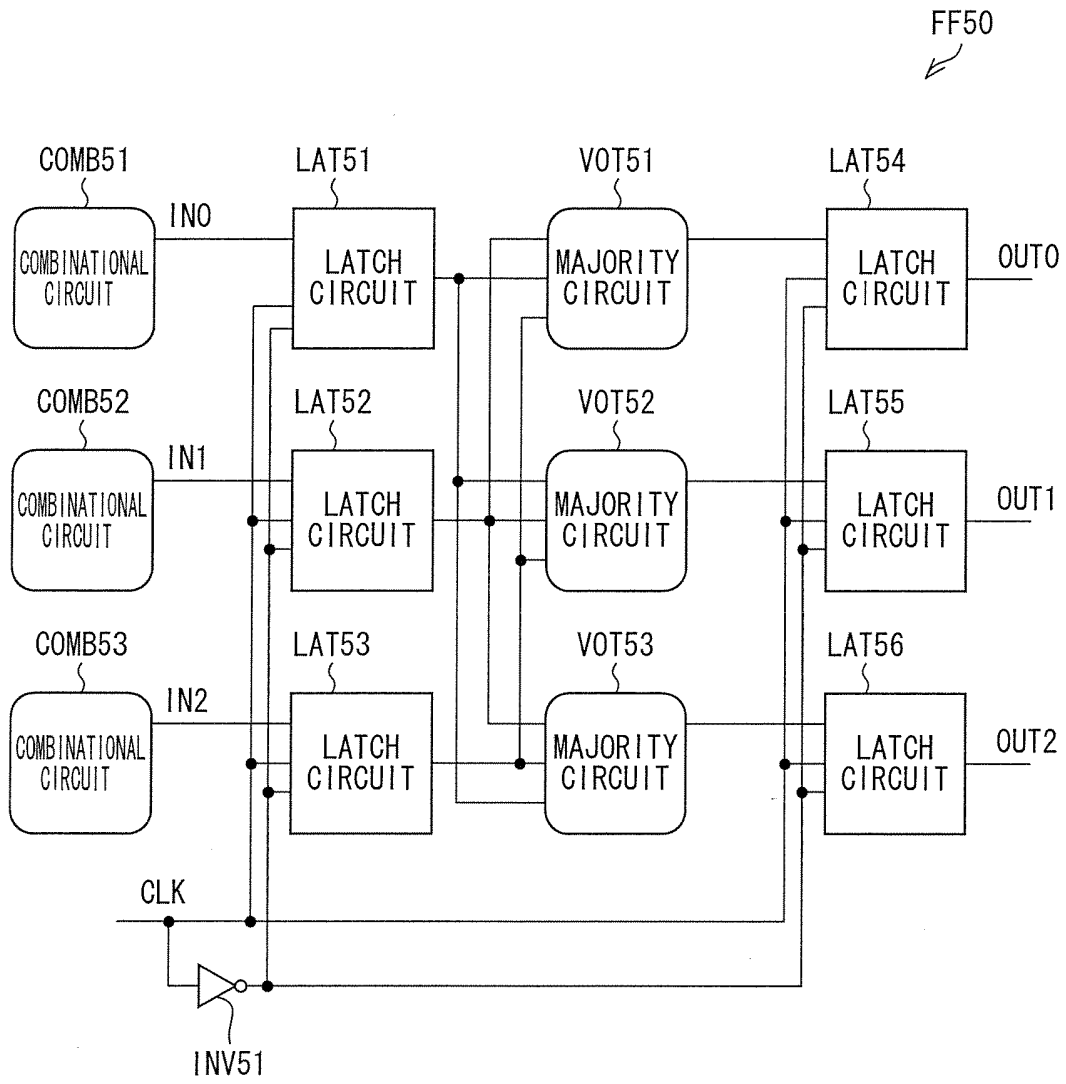 FF50
COMB51
LAT51
VOT51
LAT54
IN0
COMBINATIONAL
CIRCUIT
LATCH
CIRCUIT
MAJORITY
CIRCUIT
LATCH
CIRCUIT
OUT0
COMB52
LAT52
VOT52
LAT55
IN1
COMBINATIONAL
CIRCUIT
LATCH
CIRCUIT
MAJORITY
CIRCUIT
LATCH
CIRCUIT
OUT1
COMB53
LAT53
VOT53
LAT56
IN2
COMBINATIONAL
CIRCUIT
LATCH
CIRCUIT
MAJORITY
CIRCUIT
LATCH
CIRCUIT
OUT2
CLK
INV51